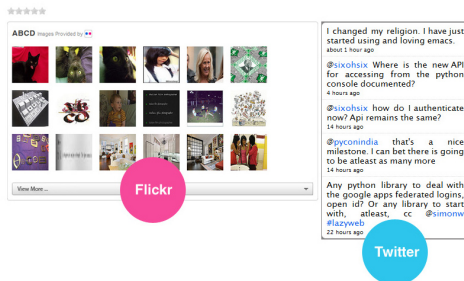 ABCD Images Provided by
View More...
Flickr
I changed my religion. I have just
started using and loving emacs.
about 1 hour ago
@sixohsix Where is the new API
for accessing from the python
console documented?
4 hours ago
@sixohsix how do I authenticate
now? Api remains the same?
14 hours ago
@pyconindia that's a nice
milestone. I can bet there is going
to be atleast as many more
14 hours ago
Any python library to deal with
the google apps federated logins,
open id? Or any library to start
with, atleast, cc @simonw
#lazyweb
22 hours ago
Twitter